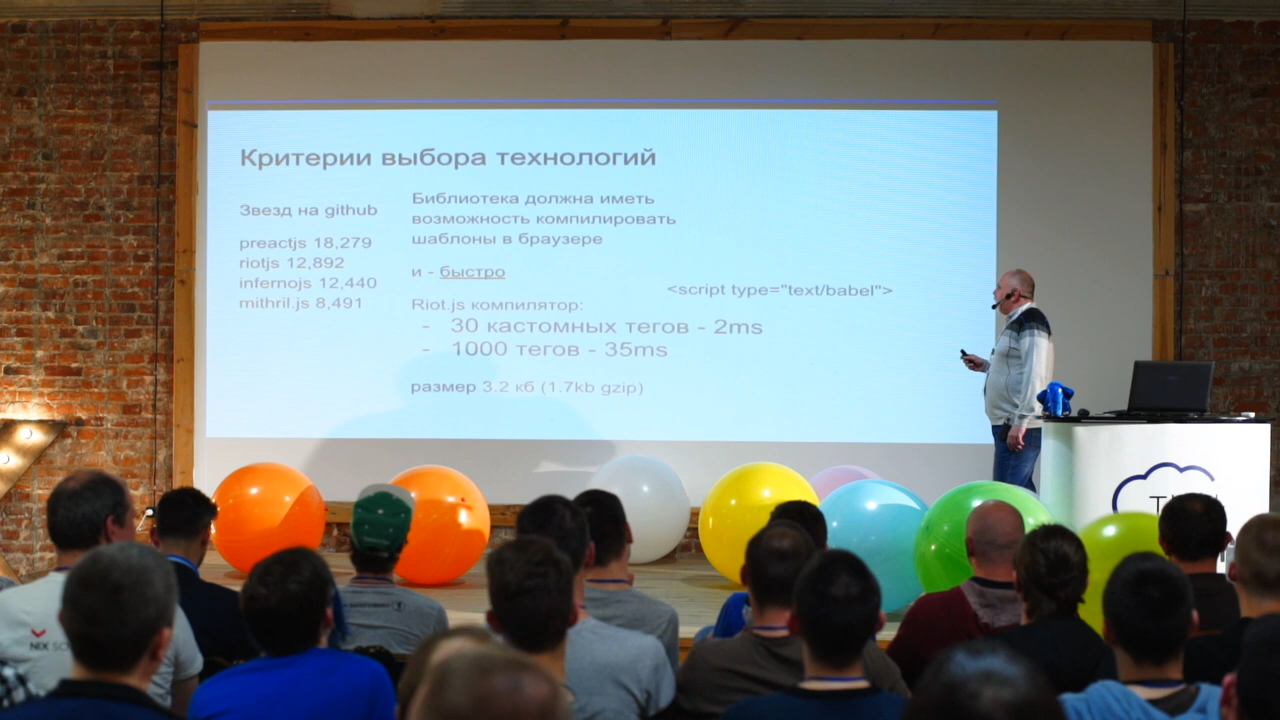 Критерии выбора технологий
Звезд на github
preactjs 18,279
riotjs 12,892
infernojs 12,440
mithril.js 8,491
Библиотека должна иметь
возможность компилировать
шаблоны в браузере
и - быстро
<script type="text/babel">
Riot.js компилятор:
- 30 кастомных тегов - 2ms
- 1000 тегов - 35ms
размер 3.2 кб (1.7kb gzip)
NIX